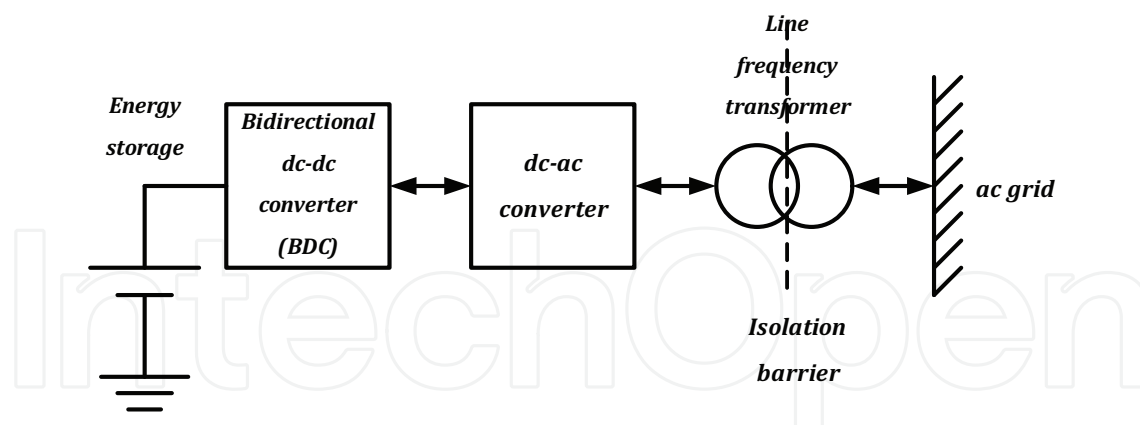 Line
frequency
transformer
Energy
storage
Bidirectional
dc-dc
converter
(BDC)
dc-ac
converter
ac grid
Isolation
barrier
IntechOpen